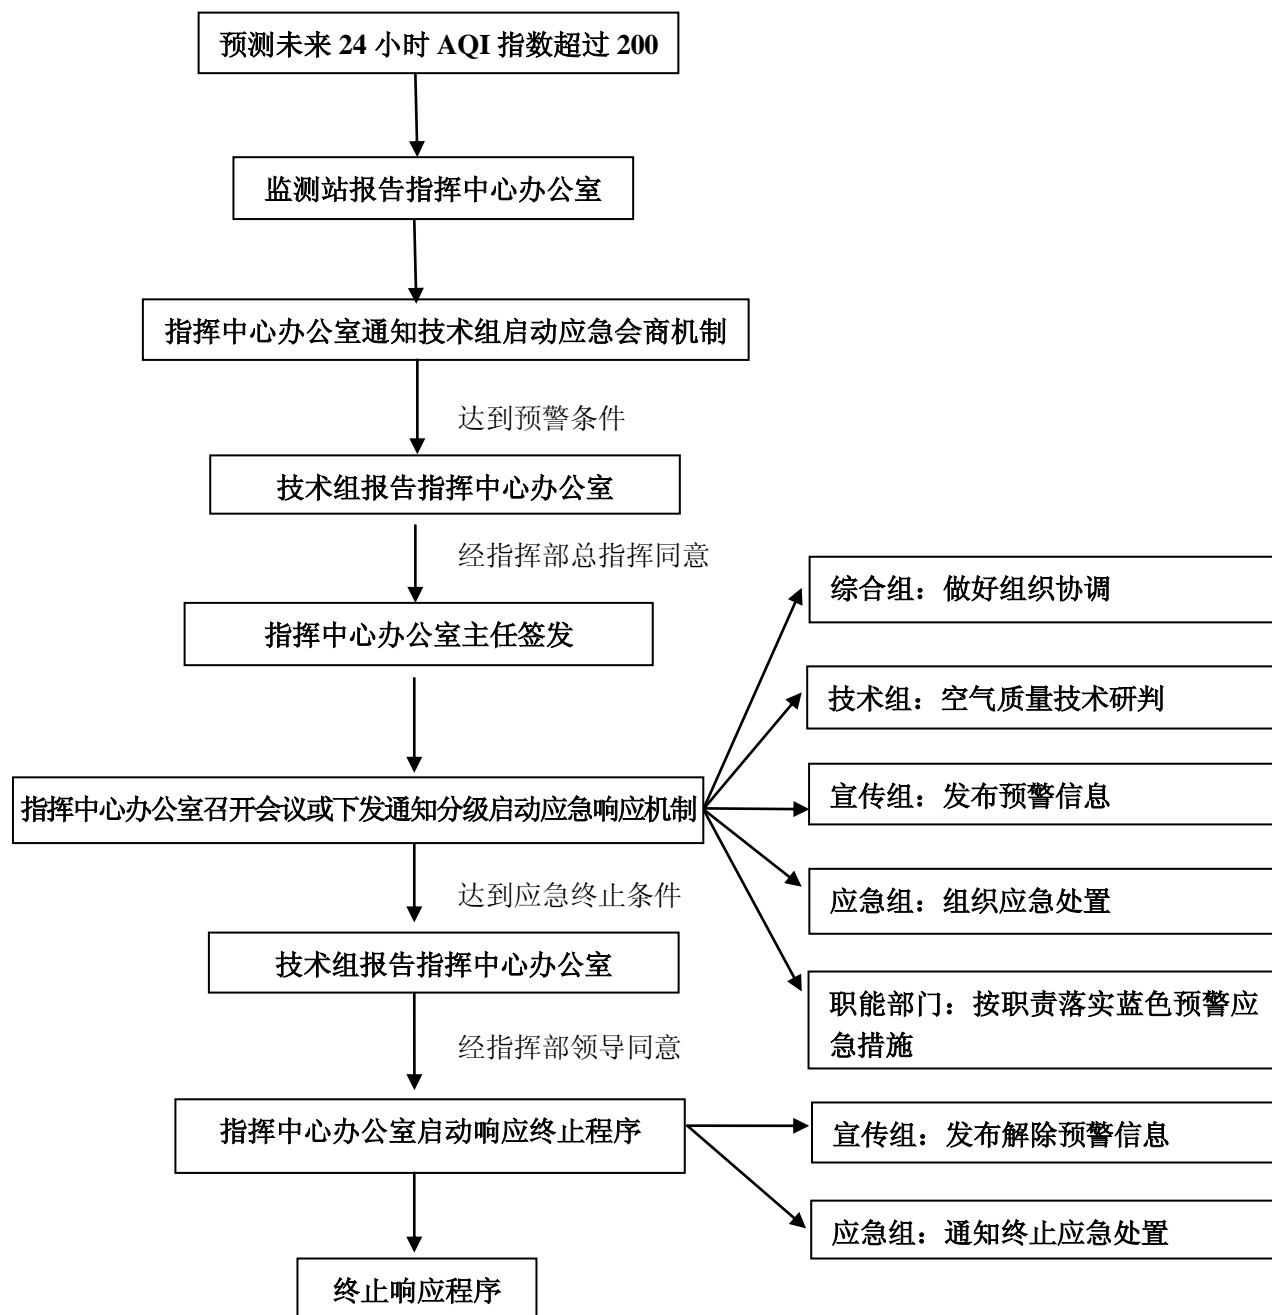 预测未来 24 小时 AQI 指数超过 200
监测站报告指挥中心办公室
指挥中心办公室通知技术组启动应急会商机制
达到预警条件
技术组报告指挥中心办公室
经指挥部总指挥同意
指挥中心办公室主任签发
指挥中心办公室召开会议或下发通知分级启动应急响应机制
综合组：做好组织协调
技术组：空气质量技术研判
宣传组：发布预警信息
应急组：组织应急处置
职能部门：按职责落实蓝色预警应
急措施
达到应急终止条件
技术组报告指挥中心办公室
经指挥部领导同意
指挥中心办公室启动响应终止程序
宣传组：发布解除预警信息
应急组：通知终止应急处置
终止响应程序